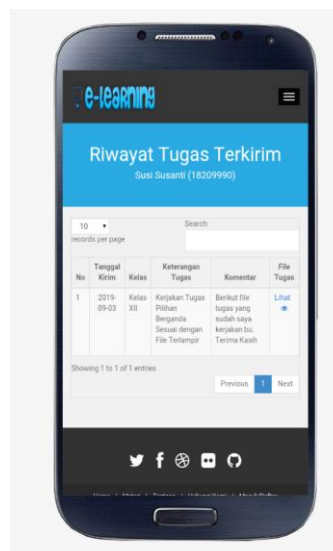 e-learning
Riwayat Tugas Terkirim
Susi Susanti (18209990)
10
records per page
Search:
No
Tanggal
Kirim
Kelas
Keterangan
Tugas
Komentar
File
Tugas
1
2019-
09-03
Kelas
XII
Kerjakan Tugas
Pilihan
Berganda
Sesuai dengan
File Terlampir
Berikut file
tugas yang
sudah saya
kerjakan bu.
Terima Kasih
Lihat
Showing 1 to 1 of 1 entries
Previous 1 Next